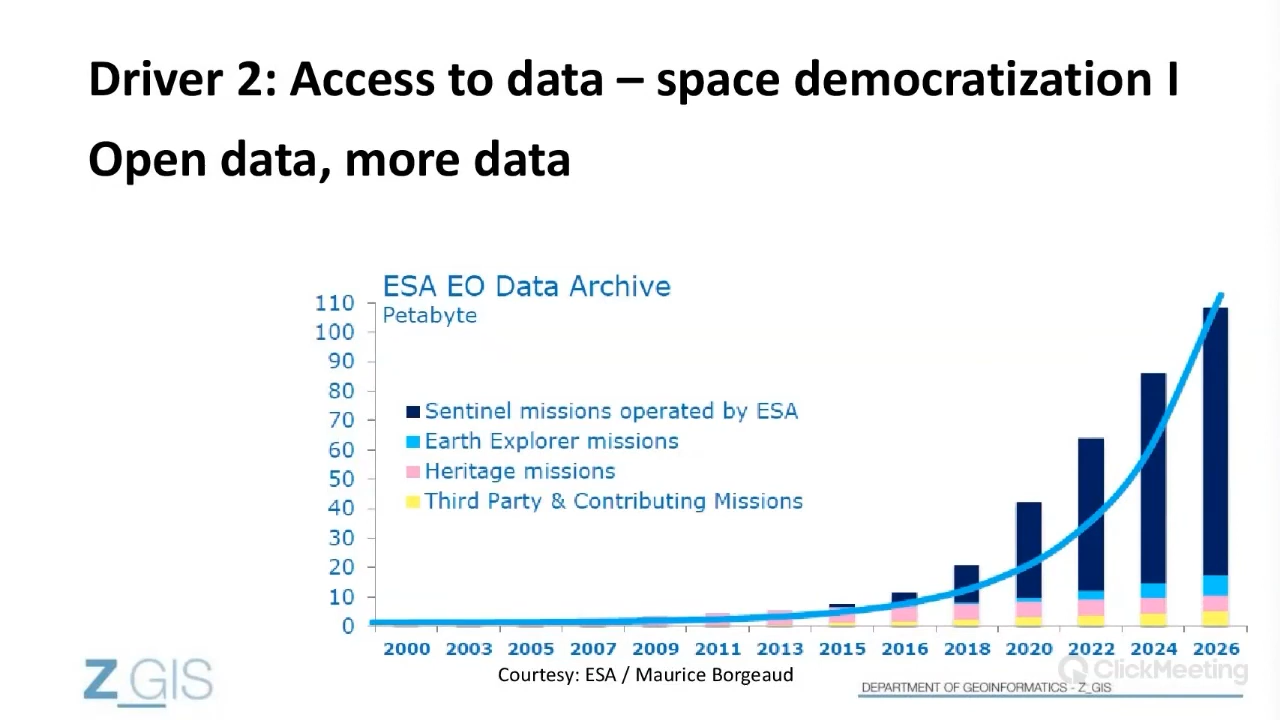 Driver 2: Access to data – space democratization I
Open data, more data
ESA EO Data Archive
Petabyte
110
100
90
80
70
60
50
40
30
20
10
0
Sentinel missions operated by ESA
Earth Explorer missions
Heritage missions
Third Party & Contributing Missions
2000 2003 2005 2007 2009 2011 2013 2015 2016 2018 2020 2022 2024 2026
Courtesy: ESA / Maurice Borgeaud
Z_GIS
DEPARTMENT OF GEOINFORMATICS - Z_GIS
ClickMeeting